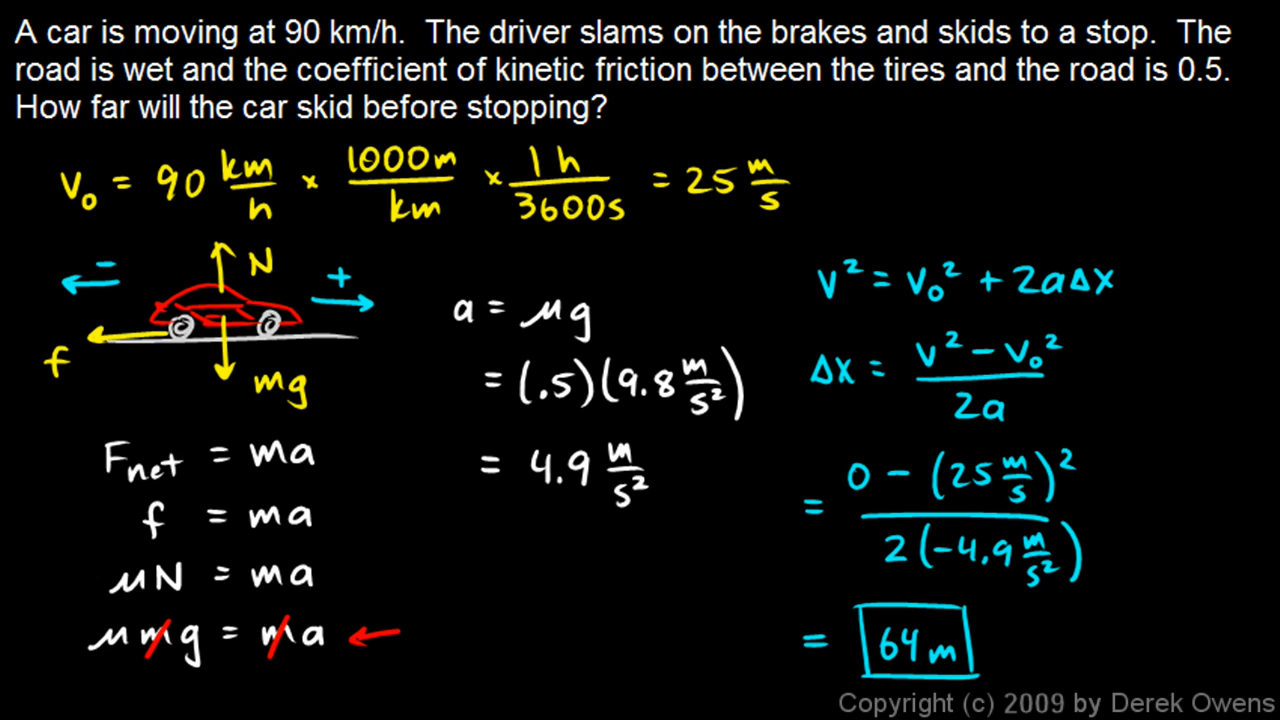 A car is moving at 90 km/h. The driver slams on the brakes and skids to a stop. The
road is wet and the coefficient of kinetic friction between the tires and the road is 0.5.
How far will the car skid before stopping?
V₀ = 90 km/h × 1000m/km × 1h/3600s = 25 m/s
− N +
f
mg
Fnet = ma
f = ma
μN = ma
μmg = ma ←
a = μg
= (.5)(9.8 m/s²)
= 4.9 m/s²
V² = V₀² + 2aΔx
Δx = (V² − V₀²)/2a
= (0 − (25 m/s)²)/(2(−4.9 m/s²))
= 64 m
Copyright (c) 2009 by Derek Owens